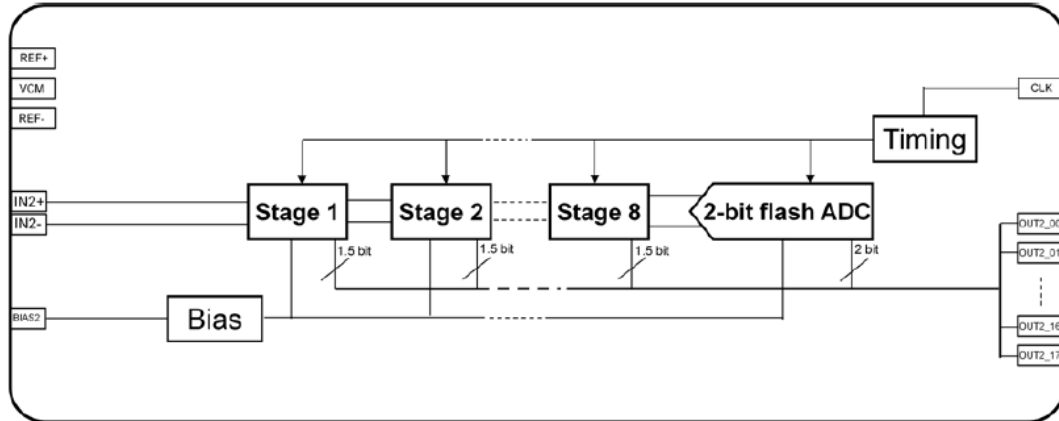 REF+
VCM
REF-
CLK
Timing
IN2+
IN2-
Stage 1
Stage 2
Stage 8
2-bit flash ADC
1.5 bit
1.5 bit
1.5 bit
2 bit
OUT2_00
OUT2_01
BIAS2
Bias
OUT2_16
OUT2_17